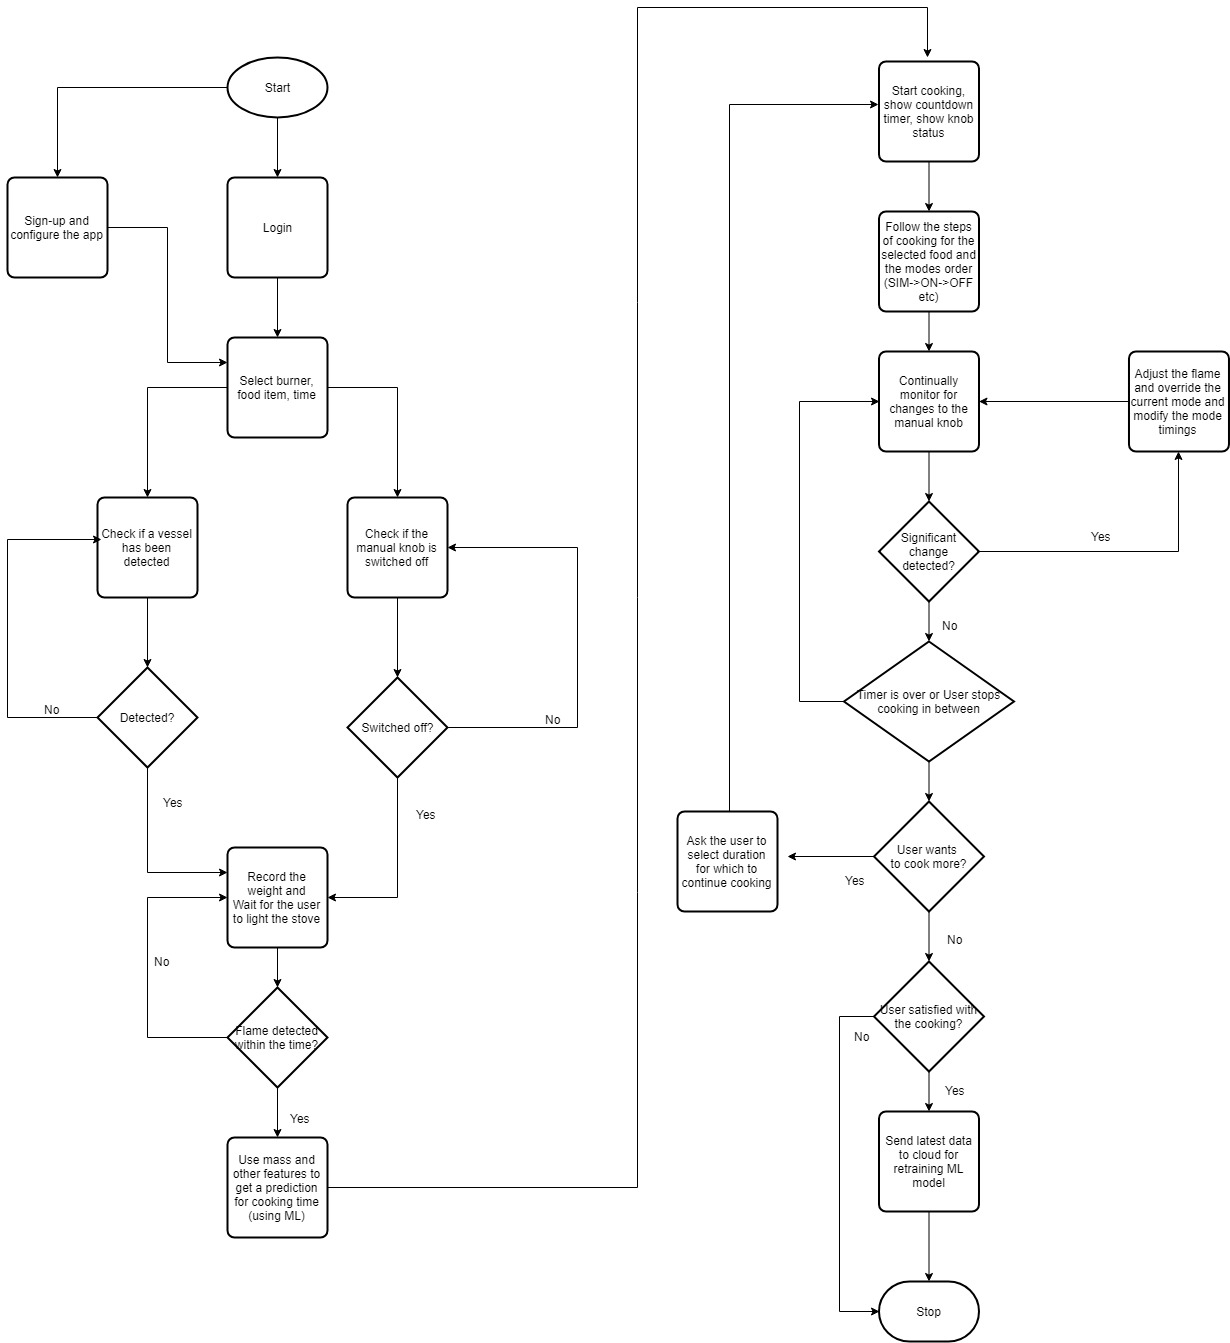 Start
Sign-up and
configure the app
Login
Select burner,
food item, time
Check if a vessel
has been
detected
Check if the
manual knob is
switched off
Detected?
No
Yes
Switched off?
No
Yes
Record the
weight and
Wait for the user
to light the stove
No
Flame detected
within the time?
Yes
Use mass and
other features to
get a prediction
for cooking time
(using ML)
Start cooking,
show countdown
timer, show knob
status
Follow the steps
of cooking for the
selected food and
the modes order
(SIM->ON->OFF
etc)
Continually
monitor for
changes to the
manual knob
Adjust the flame
and override the
current mode and
modify the mode
timings
Significant
change
detected?
Yes
No
Timer is over or User stops
cooking in between
User wants
to cook more?
Yes
Ask the user to
select duration
for which to
continue cooking
No
User satisfied with
the cooking?
No
Yes
Send latest data
to cloud for
retraining ML
model
Stop